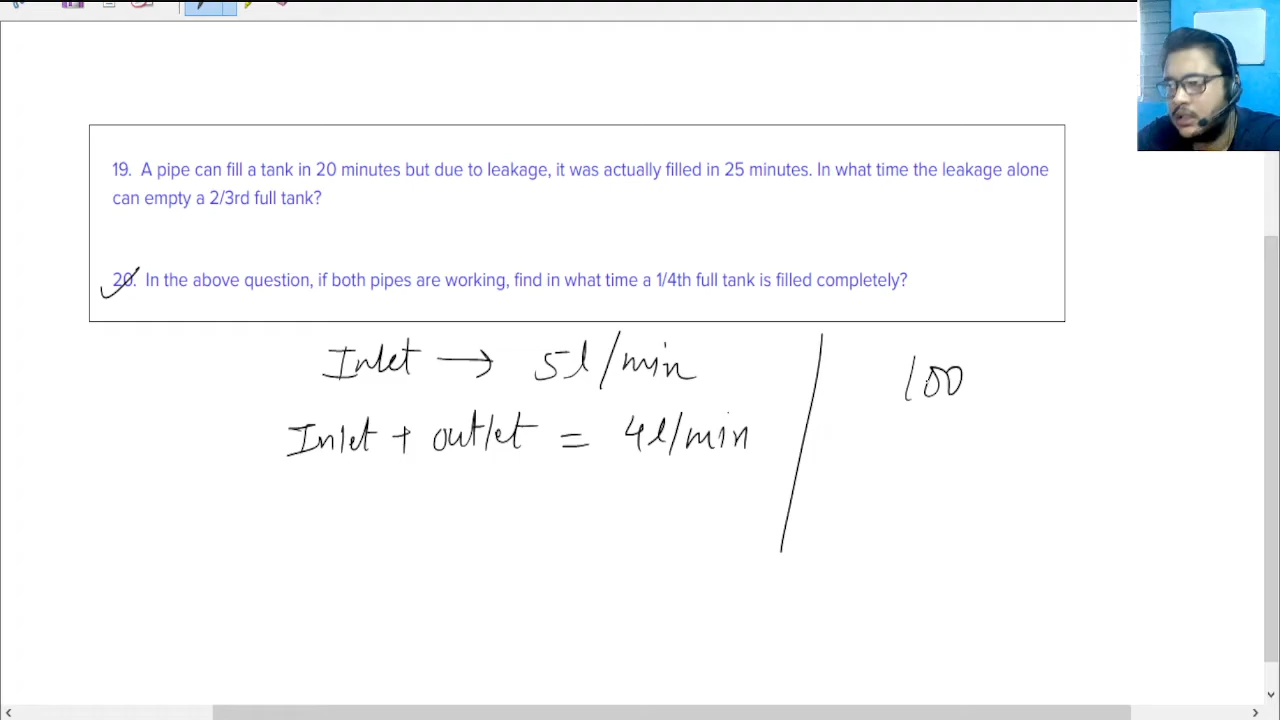 19. A pipe can fill a tank in 20 minutes but due to leakage, it was actually filled in 25 minutes. In what time the leakage alone
can empty a 2/3rd full tank?
20. In the above question, if both pipes are working, find in what time a 1/4th full tank is filled completely?
Inlet → 5l/min
100
Inlet + outlet = 4l/min